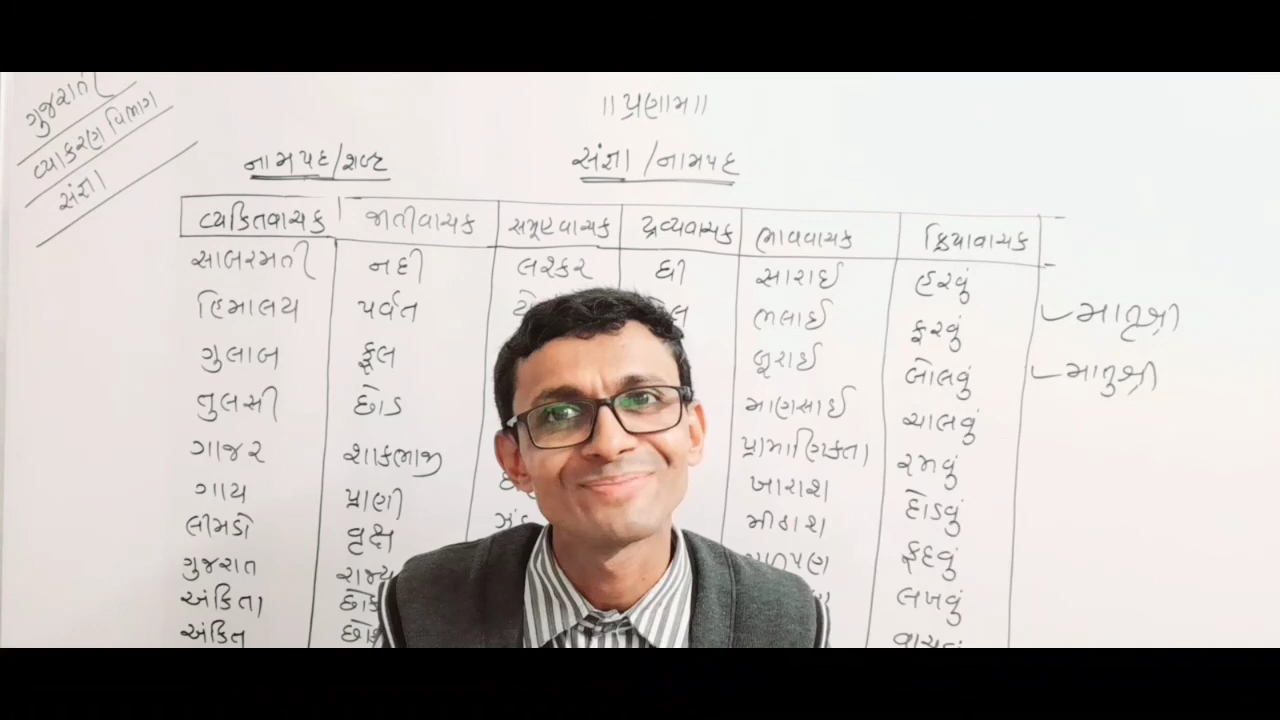 ગુજરાતી
વ્યાકરણ વિભાગ
સંજ્ઞા
॥ પ્રણામ ॥
નામપદ/શબ્દ સંજ્ઞા / નામપદ
વ્યકિતવાચક જાતીવાચક સમૂહવાચક દ્રવ્યવાચક ભાવવાચક ક્રિયાવાચક
સાબરમતી નદી લશ્કર ઘી સારાઈ હરવું
હિમાલય પર્વત ભલાઈ ફરવું માતૃશ્રી
ગુલાબ ફૂલ બૂરાઈ બોલવું માતુશ્રી
તુલસી છોડ માણસાઈ ચાલવું
ગાજર શાકભાજી પ્રામાણિકતા રમવું
ગાય પ્રાણી ખારાશ દોડવું
લીમડો વૃક્ષ મીઠાશ કૂદવું
ગુજરાત રાજ્ય લખવું
અંકિતા
અંકિત